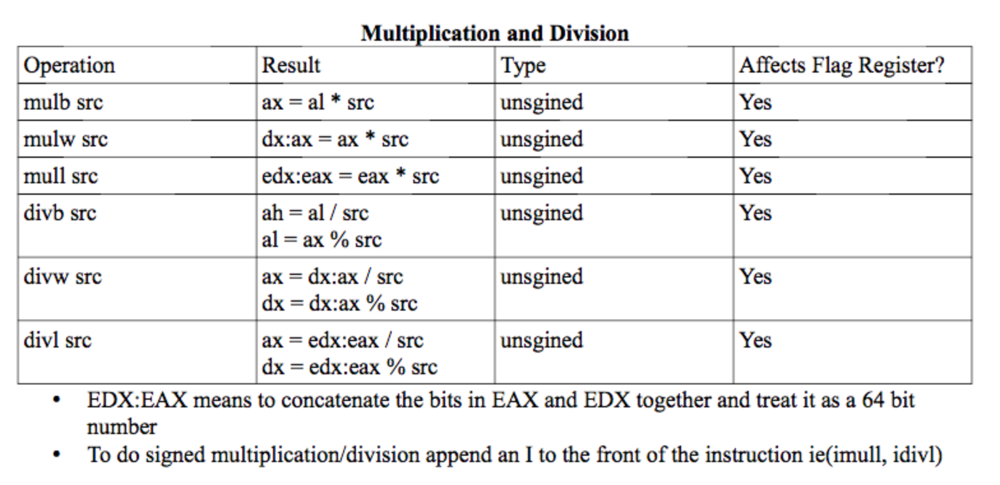 Multiplication and Division
Operation Result Type Affects Flag Register?
mulb src ax = al * src unsgined Yes
mulw src dx:ax = ax * src unsgined Yes
mull src edx:eax = eax * src unsgined Yes
divb src ah = al / src unsgined Yes
al = ax % src
divw src ax = dx:ax / src unsgined Yes
dx = dx:ax % src
divl src ax = edx:eax / src unsgined Yes
dx = edx:eax % src
• EDX:EAX means to concatenate the bits in EAX and EDX together and treat it as a 64 bit
number
• To do signed multiplication/division append an I to the front of the instruction ie(imull, idivl)